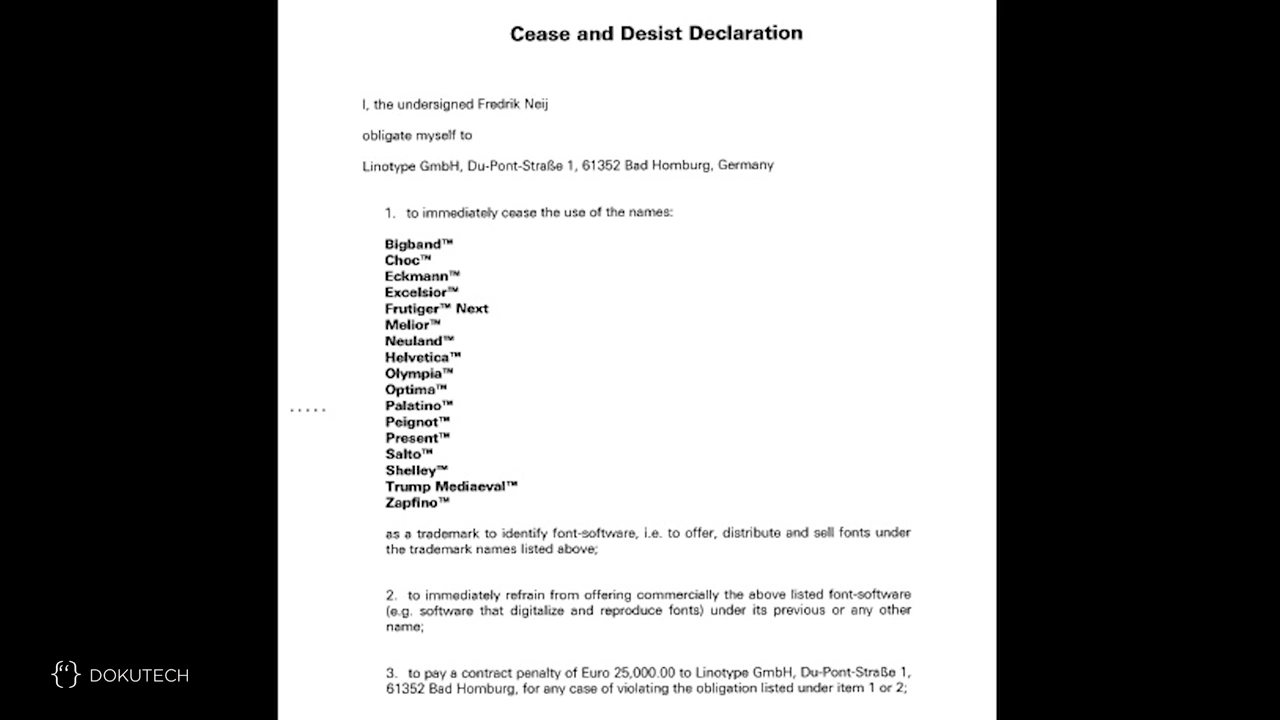 Cease and Desist Declaration
I, the undersigned Fredrik Neij
obligate myself to
Linotype GmbH, Du-Pont-Straße 1, 61352 Bad Homburg, Germany
1. to immediately cease the use of the names:
Bigband™
Choc™
Eckmann™
Excelsior™
Frutiger™ Next
Melior™
Neuland™
Helvetica™
Olympia™
Optima™
Palatino™
Peignot™
Present™
Salto™
Shelley™
Trump Mediaeval™
Zapfino™
as a trademark to identify font-software, i.e. to offer, distribute and sell fonts under
the trademark names listed above;
2. to immediately refrain from offering commercially the above listed font-software
(e.g. software that digitalize and reproduce fonts) under its previous or any other
name;
3. to pay a contract penalty of Euro 25,000.00 to Linotype GmbH, Du-Pont-Straße 1,
61352 Bad Homburg, for any case of violating the obligation listed under item 1 or 2;
DOKUTECH